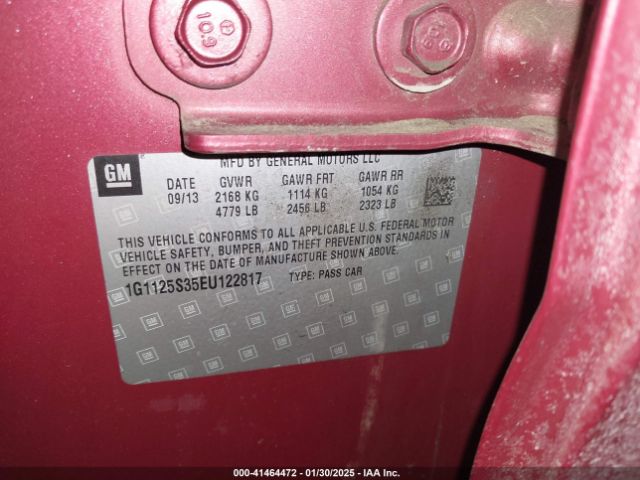 10.9
10.9
GM
MFD BY GENERAL MOTORS LLC
DATE GVWR GAWR FRT GAWR RR
09/13 2168 KG 1114 KG 1054 KG
4779 LB 2456 LB 2323 LB
THIS VEHICLE CONFORMS TO ALL APPLICABLE U.S. FEDERAL MOTOR
VEHICLE SAFETY, BUMPER, AND THEFT PREVENTION STANDARDS IN
EFFECT ON THE DATE OF MANUFACTURE SHOWN ABOVE.
1G1125S35EU122817 TYPE: PASS CAR
000-41464472 - 01/30/2025 - IAA Inc.